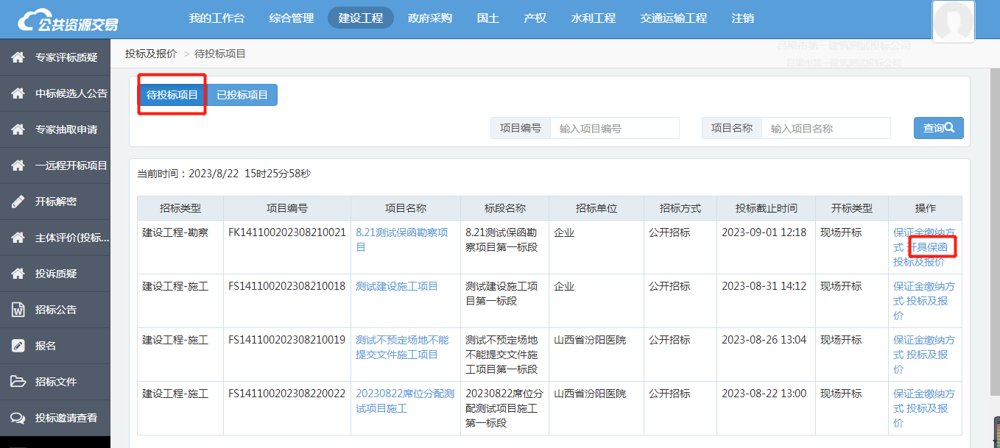 公共资源交易
我的工作台 综合管理 建设工程 政府采购 国土 产权 水利工程 交通运输工程 注销
吕梁市第一建筑测试投标公司
吕梁市第一建筑测试投标公司
专家评标质疑
中标候选人公告
专家抽取申请
一远程开标项目
开标解密
主体评价(投标...
投诉质疑
招标公告
报名
招标文件
投标邀请查看
投标及报价 > 待投标项目
待投标项目 已投标项目
项目编号 输入项目编号 项目名称 输入项目名称 查询
当前时间：2023/8/22 15时25分58秒
招标类型 项目编号 项目名称 标段名称 招标单位 招标方式 投标截止时间 开标类型 操作
建设工程-勘察 FK141100202308210021 8.21测试保函勘察项 8.21测试保函勘 企业 公开招标 2023-09-01 12:18 现场开标 保证金缴纳方
目 察项目第一标段 式 开具保函
投标及报价
建设工程-施工 FS141100202308210018 测试建设施工项目 测试建设施工项 企业 公开招标 2023-08-31 14:12 现场开标 保证金缴纳方
目第一标段 式 投标及报
价
建设工程-施工 FS141100202308210019 测试不预定场地不能 测试不预定场地 山西省汾阳医院 公开招标 2023-08-26 13:04 现场开标 保证金缴纳方
提交文件施工项目 不能提交文件施 式 投标及报
工项目第一标段 价
建设工程-施工 FS141100202308220022 20230822席位分配测 20230822席位分 山西省汾阳医院 公开招标 2023-08-22 13:00 现场开标 保证金缴纳方
试项目施工 配测试项目施工 式 投标及报
第一标段 价